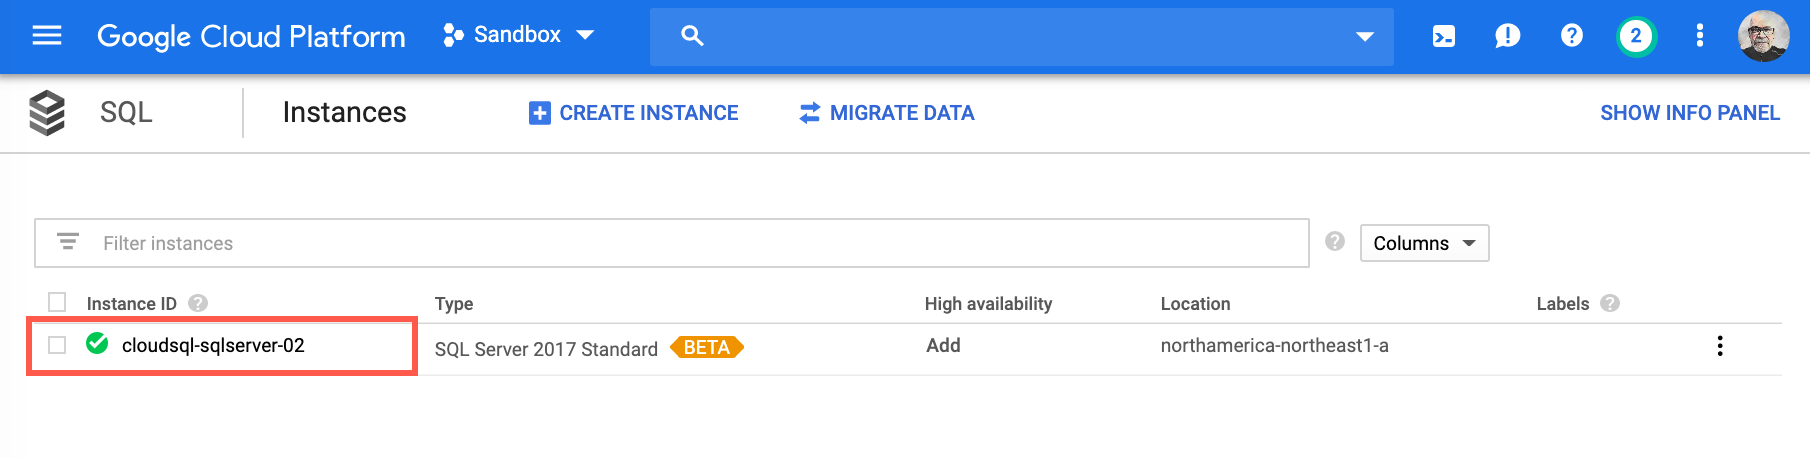 Google Cloud Platform Sandbox 2
SQL Instances CREATE INSTANCE MIGRATE DATA SHOW INFO PANEL
Filter instances Columns
Instance ID Type High availability Location Labels
cloudsql-sqlserver-02 SQL Server 2017 Standard BETA Add northamerica-northeast1-a